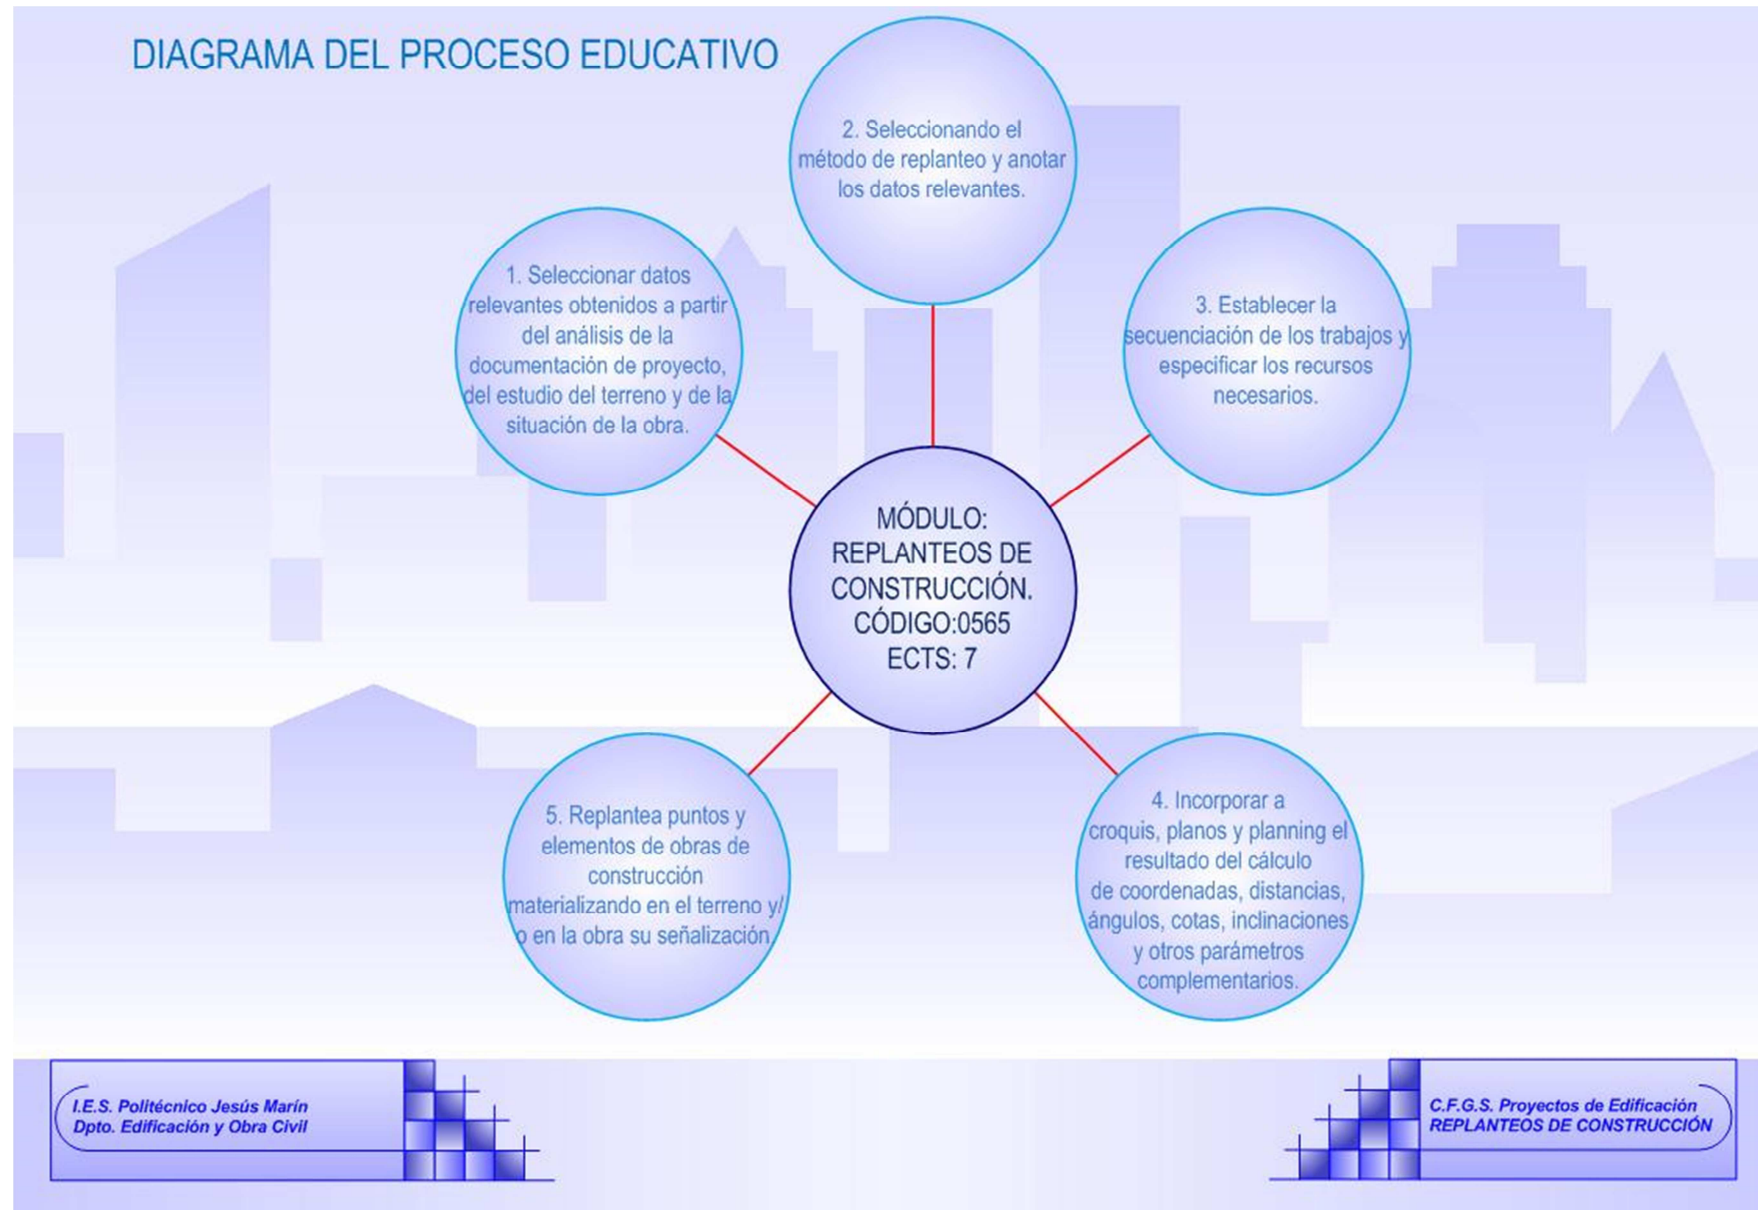 DIAGRAMA DEL PROCESO EDUCATIVO
1. Seleccionar datos
relevantes obtenidos a partir
del análisis de la
documentación de proyecto,
del estudio del terreno y de la
situación de la obra.
2. Seleccionando el
método de replanteo y anotar
los datos relevantes.
3. Establecer la
secuenciación de los trabajos y
especificar los recursos
necesarios.
MÓDULO:
REPLANTEOS DE
CONSTRUCCIÓN.
CÓDIGO:0565
ECTS: 7
4. Incorporar a
croquis, planos y planning el
resultado del cálculo
de coordenadas, distancias,
ángulos, cotas, inclinaciones
y otros parámetros
complementarios.
5. Replantea puntos y
elementos de obras de
construcción
materializando en el terreno y/
o en la obra su señalización.
I.E.S. Politécnico Jesús Marín
Dpto. Edificación y Obra Civil
C.F.G.S. Proyectos de Edificación
REPLANTEOS DE CONSTRUCCIÓN